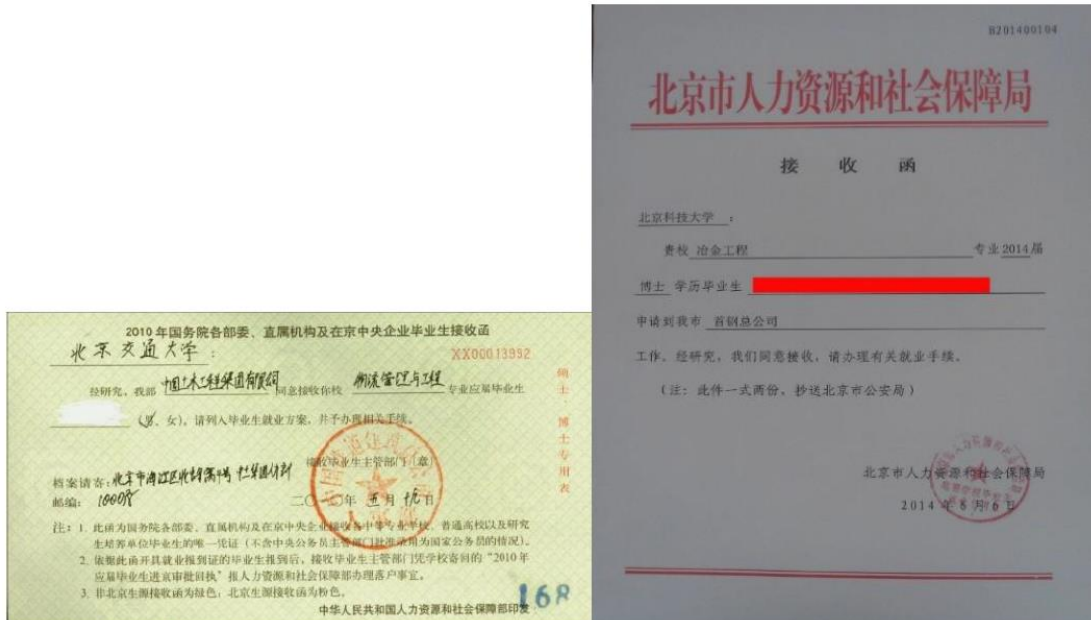 2010年国务院各部委、直属机构及在京中央企业毕业生接收函
北京交通大学：
XX00013992
经研究，我部 中国土木工程集团有限公司 同意接收你校 物流管理与工程 专业应届毕业生
（男、女），请列入毕业生就业方案，并予办理相关手续。
硕士、博士专用表
接收毕业生主管部门（章）
档案请寄：北京市海淀区
邮编：
二〇一〇年 五月 日
注：1. 此函为国务院各部委、直属机构及在京中央企业接收各中等专业学校、普通高校以及研究
生培养单位毕业生的唯一凭证（不含中央公务员主管部门批准录用为国家公务员的情况）。
2. 依据此函开具就业报到证的毕业生报到后，接收毕业生主管部门凭学校寄回的“2010年
应届毕业生进京审批回执”报人力资源和社会保障部办理落户事宜。
3. 非北京生源接收函为绿色；北京生源接收函为粉色。
168
中华人民共和国人力资源和社会保障部印发
B201400104
北京市人力资源和社会保障局
接 收 函
北京科技大学 ：
贵校 冶金工程 专业 2014届
博士 学历毕业生
申请到我市 首钢总公司
工作。经研究，我们同意接收，请办理有关就业手续。
（注：此件一式两份，抄送北京市公安局）
北京市人力资源和社会保障局
2014年6月6日